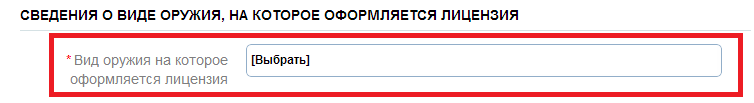 СВЕДЕНИЯ О ВИДЕ ОРУЖИЯ, НА КОТОРОЕ ОФОРМЛЯЕТСЯ ЛИЦЕНЗИЯ
* Вид оружия на которое
оформляется лицензия
[Выбрать]